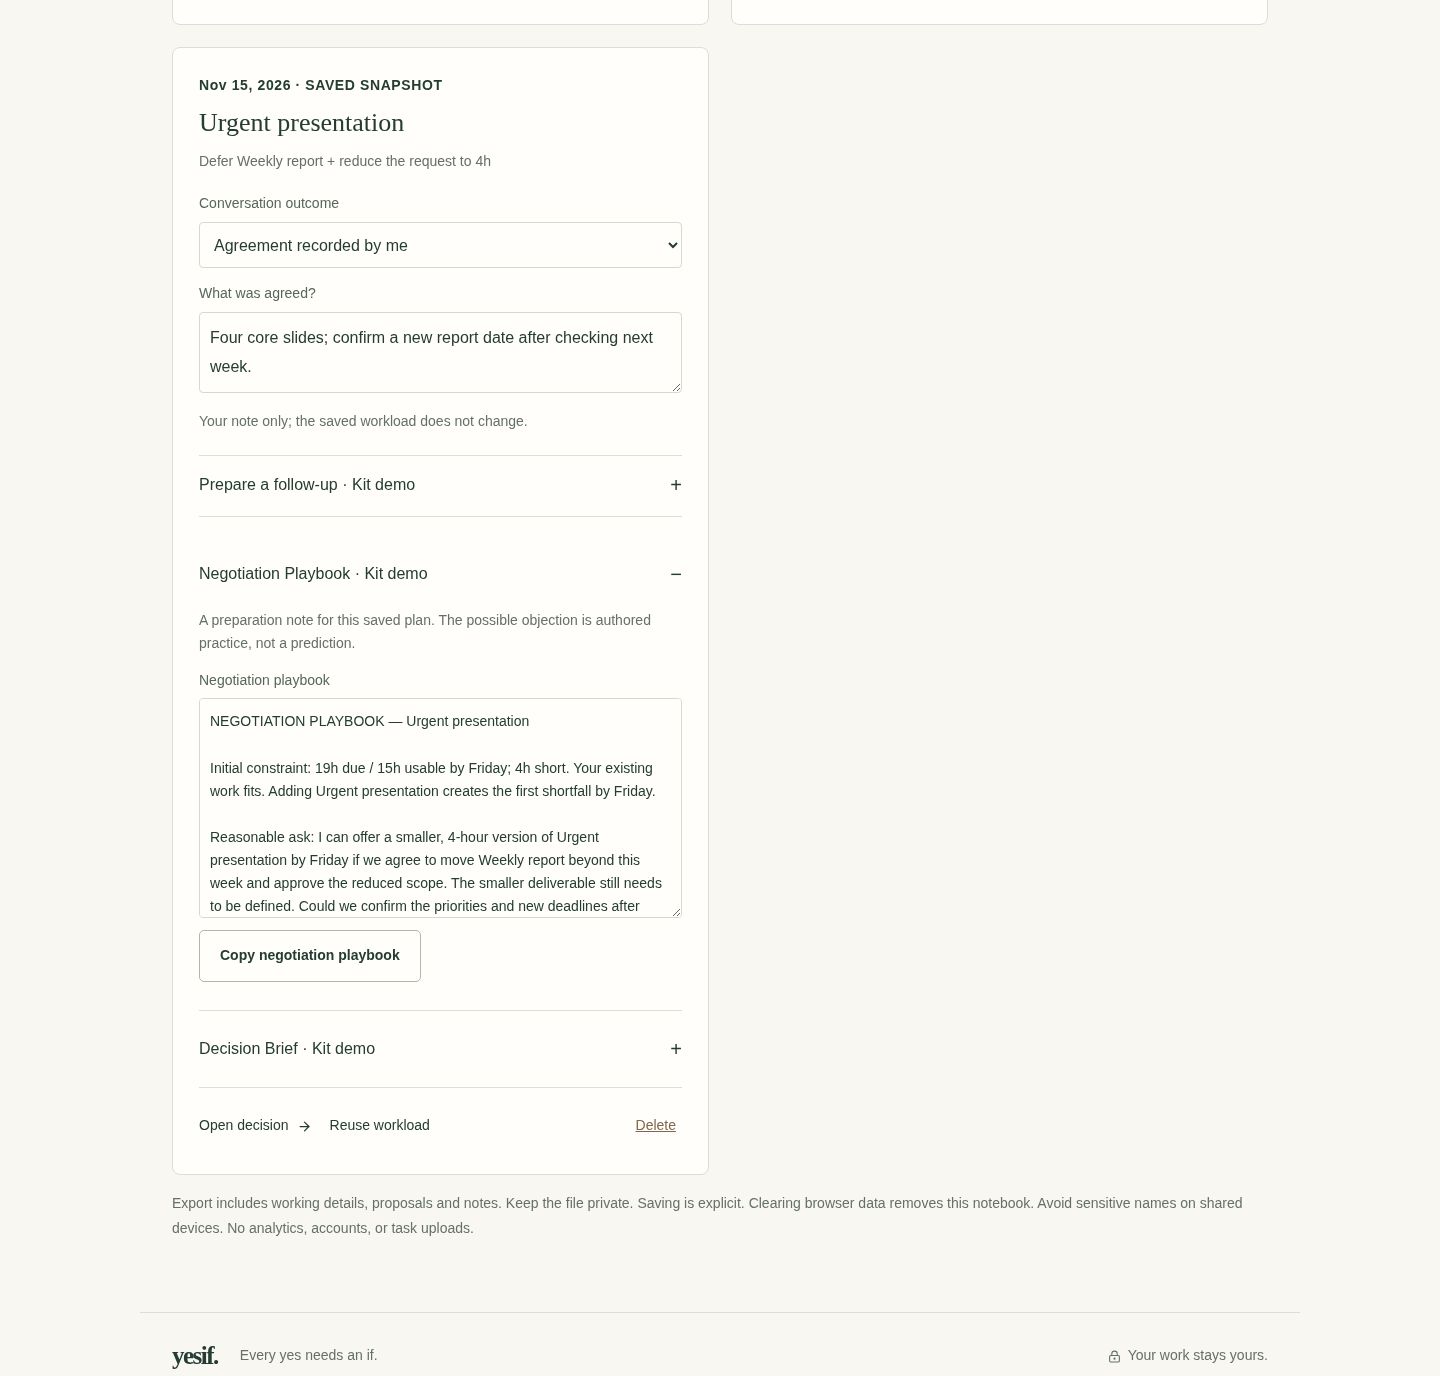 Nov 15, 2026 · SAVED SNAPSHOT
Urgent presentation
Defer Weekly report + reduce the request to 4h
Conversation outcome
Agreement recorded by me
What was agreed?
Four core slides; confirm a new report date after checking next
week.
Your note only; the saved workload does not change.
Prepare a follow-up · Kit demo
+
Negotiation Playbook · Kit demo
−
A preparation note for this saved plan. The possible objection is authored
practice, not a prediction.
Negotiation playbook
NEGOTIATION PLAYBOOK — Urgent presentation
Initial constraint: 19h due / 15h usable by Friday; 4h short. Your existing
work fits. Adding Urgent presentation creates the first shortfall by Friday.
Reasonable ask: I can offer a smaller, 4-hour version of Urgent
presentation by Friday if we agree to move Weekly report beyond this
week and approve the reduced scope. The smaller deliverable still needs
to be defined. Could we confirm the priorities and new deadlines after
Copy negotiation playbook
Decision Brief · Kit demo
+
Open decision → Reuse workload
Delete
Export includes working details, proposals and notes. Keep the file private. Saving is explicit. Clearing browser data removes this notebook. Avoid sensitive names on shared
devices. No analytics, accounts, or task uploads.
yesif.
Every yes needs an if.
Your work stays yours.